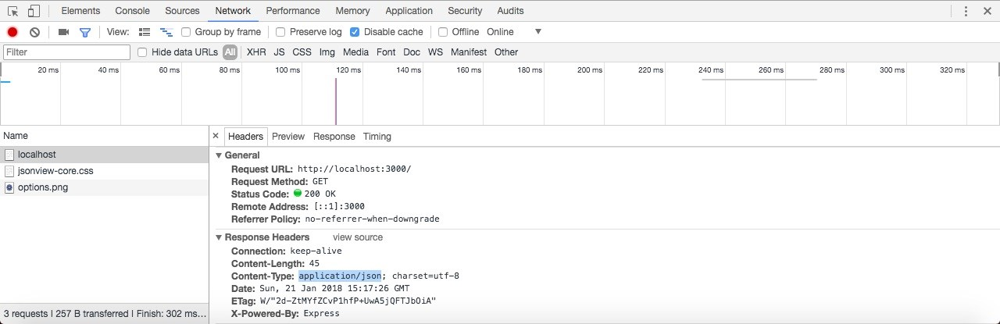 Elements Console Sources Network Performance Memory Application Security Audits
View: Group by frame Preserve log Disable cache Offline Online
Filter Hide data URLs All XHR JS CSS Img Media Font Doc WS Manifest Other
20 ms 40 ms 60 ms 80 ms 100 ms 120 ms 140 ms 160 ms 180 ms 200 ms 220 ms 240 ms 260 ms 280 ms 300 ms 320 ms
Name
localhost
jsonview-core.css
options.png
3 requests | 257 B transferred | Finish: 302 ms...
Headers Preview Response Timing
General
Request URL: http://localhost:3000/
Request Method: GET
Status Code: 200 OK
Remote Address: [::1]:3000
Referrer Policy: no-referrer-when-downgrade
Response Headers view source
Connection: keep-alive
Content-Length: 45
Content-Type: application/json; charset=utf-8
Date: Sun, 21 Jan 2018 15:17:26 GMT
ETag: W/"2d-ZtMYfZCvP1hfP+UwA5jQFTJbOiA"
X-Powered-By: Express